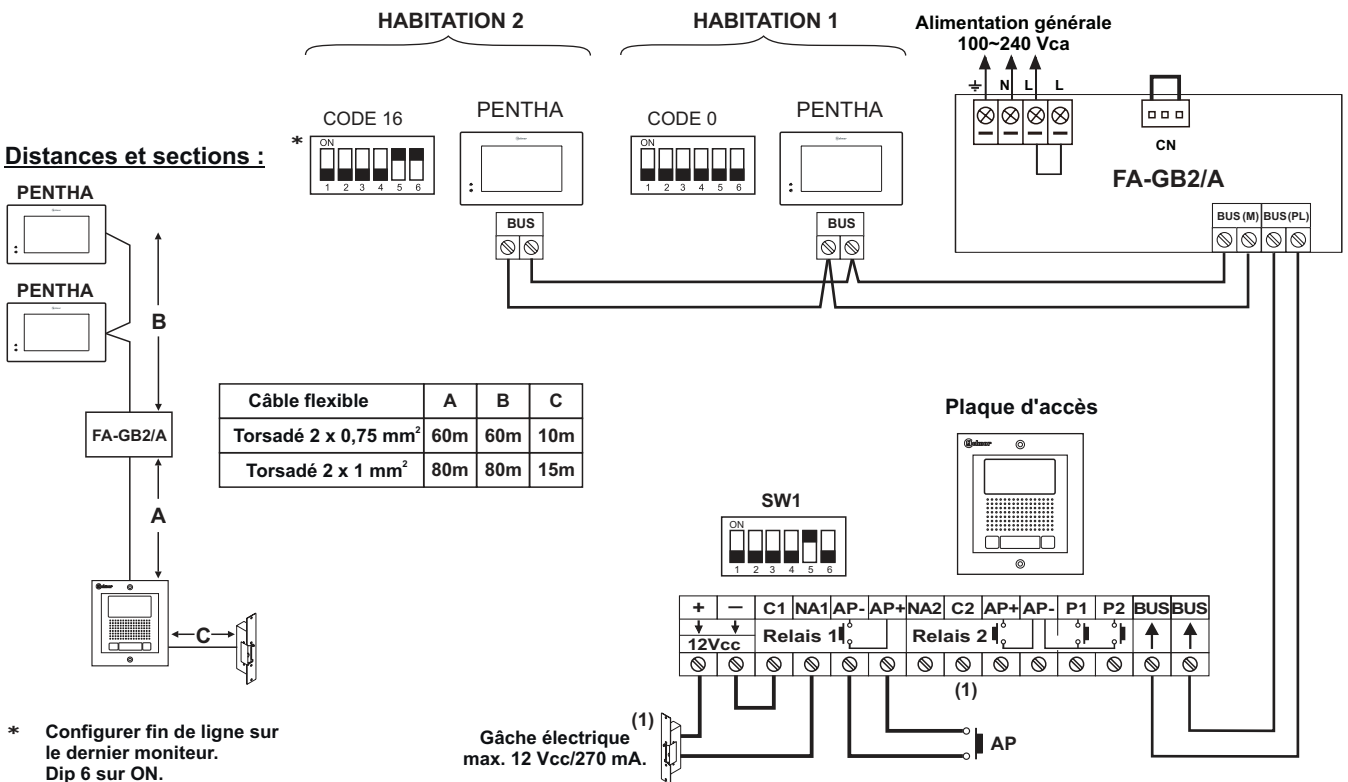 HABITATION 2
HABITATION 1
Alimentation générale
100~240 Vca
N L L
CODE 16
PENTHA
CODE 0
PENTHA
CN
* ON
1 2 3 4 5 6
ON
1 2 3 4 5 6
FA-GB2/A
Distances et sections :
BUS
BUS
BUS (M) BUS (PL)
PENTHA
PENTHA
B
FA-GB2/A
A
C
Câble flexible A B C
Torsadé 2 x 0,75 mm² 60m 60m 10m
Torsadé 2 x 1 mm² 80m 80m 15m
Plaque d'accès
Golmar
SW1
ON
1 2 3 4 5 6
+ – C1 NA1 AP- AP+ NA2 C2 AP+ AP- P1 P2 BUS BUS
12Vcc
Relais 1
Relais 2
(1)
(1)
Gâche électrique
max. 12 Vcc/270 mA.
AP
* Configurer fin de ligne sur
le dernier moniteur.
Dip 6 sur ON.